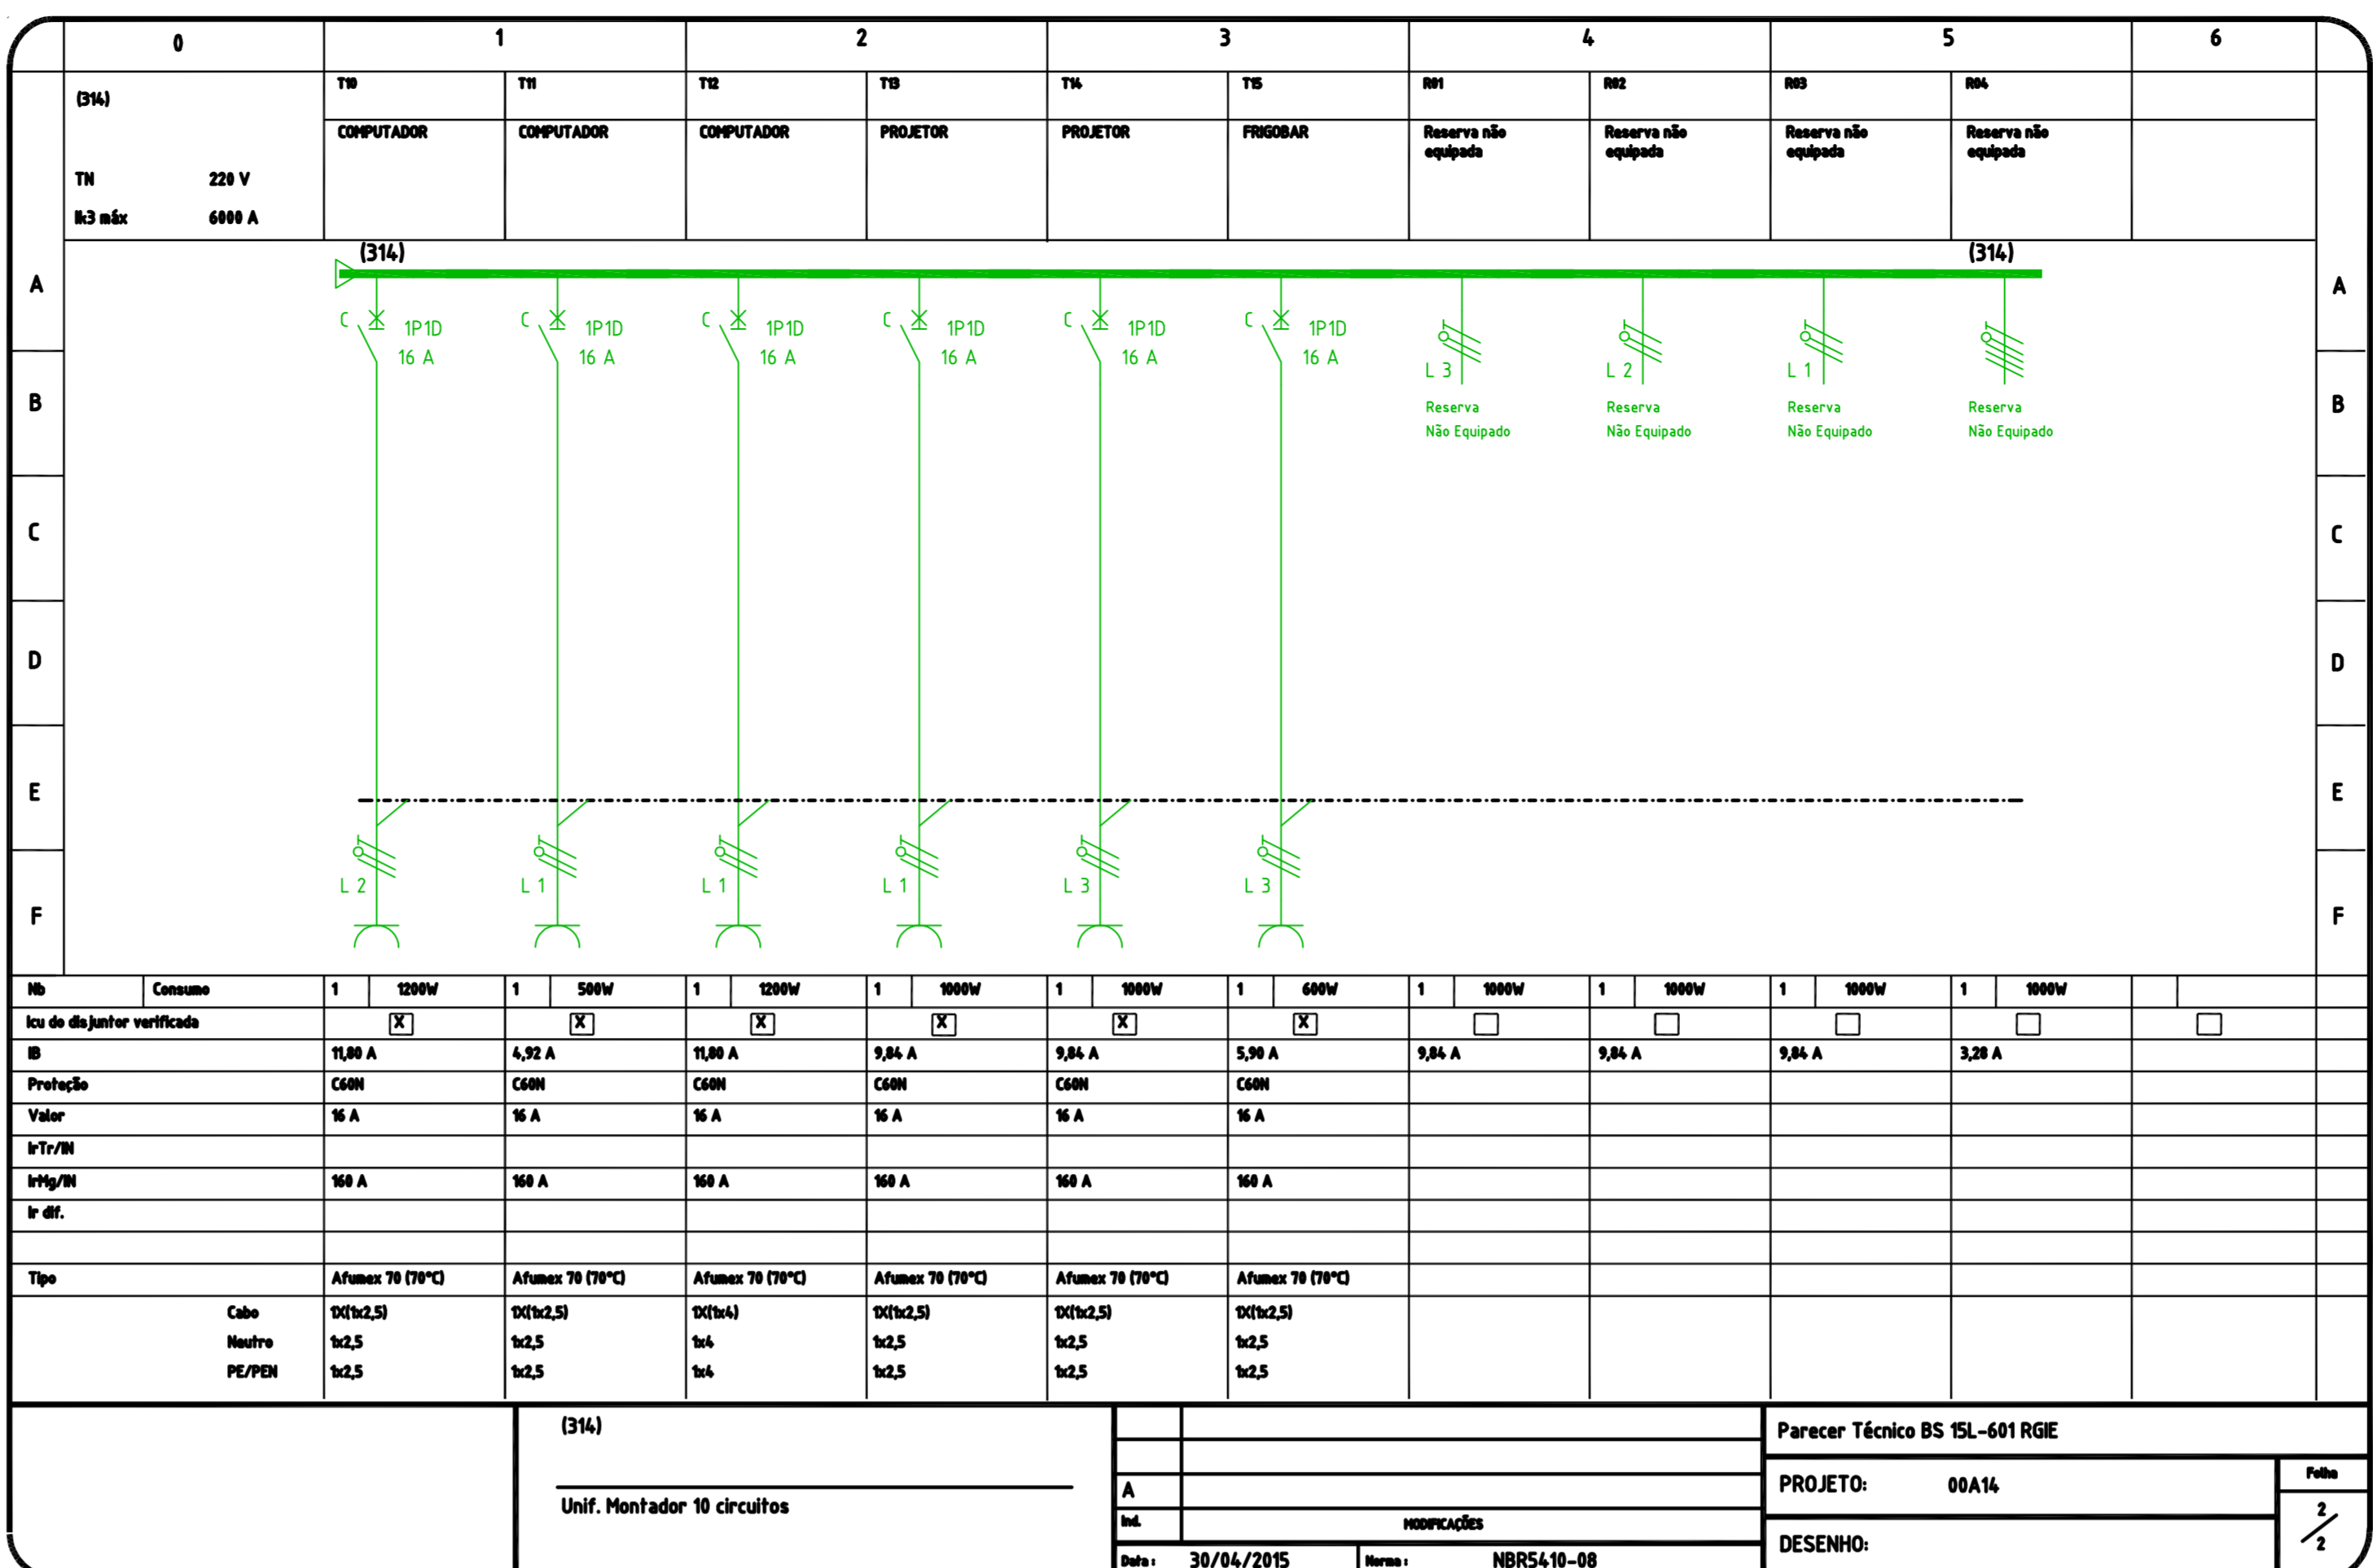 0 1 2 3 4 5 6
(314) T10 T11 T12 T13 T14 T15 R01 R02 R03 R04
COMPUTADOR COMPUTADOR COMPUTADOR PROJETOR PROJETOR FRIGOBAR Reserva não Reserva não Reserva não Reserva não
equipada equipada equipada equipada
TN 220 V
Ik3 máx 6000 A
(314) (314)
A A
C 1P1D C 1P1D C 1P1D C 1P1D C 1P1D C 1P1D
16 A 16 A 16 A 16 A 16 A 16 A
L 3 L 2 L 1
B Reserva Reserva Reserva Reserva B
Não Equipado Não Equipado Não Equipado Não Equipado
C C
D D
E E
L 2 L 1 L 1 L 1 L 3 L 3
F F
Nb Consumo 1 1200W 1 500W 1 1200W 1 1000W 1 1000W 1 600W 1 1000W 1 1000W 1 1000W 1 1000W
Icu do disjuntor verificada X X X X X X
IB 11,80 A 4,92 A 11,80 A 9,84 A 9,84 A 5,90 A 9,84 A 9,84 A 9,84 A 3,28 A
Proteção C60N C60N C60N C60N C60N C60N
Valor 16 A 16 A 16 A 16 A 16 A 16 A
IrTr/IN
IrMg/IN 160 A 160 A 160 A 160 A 160 A 160 A
Ir dif.
Tipo Afumex 70 (70°C) Afumex 70 (70°C) Afumex 70 (70°C) Afumex 70 (70°C) Afumex 70 (70°C) Afumex 70 (70°C)
Cabo 1X(1x2,5) 1X(1x2,5) 1X(1x4) 1X(1x2,5) 1X(1x2,5) 1X(1x2,5)
Neutro 1x2,5 1x2,5 1x4 1x2,5 1x2,5 1x2,5
PE/PEN 1x2,5 1x2,5 1x4 1x2,5 1x2,5 1x2,5
(314)
Unif. Montador 10 circuitos
A
Ind. MODIFICAÇÕES
Data : 30/04/2015 Norma : NBR5410-08
Parecer Técnico BS 15L-601 RGIE
PROJETO: 00A14
DESENHO:
Folha
2
2